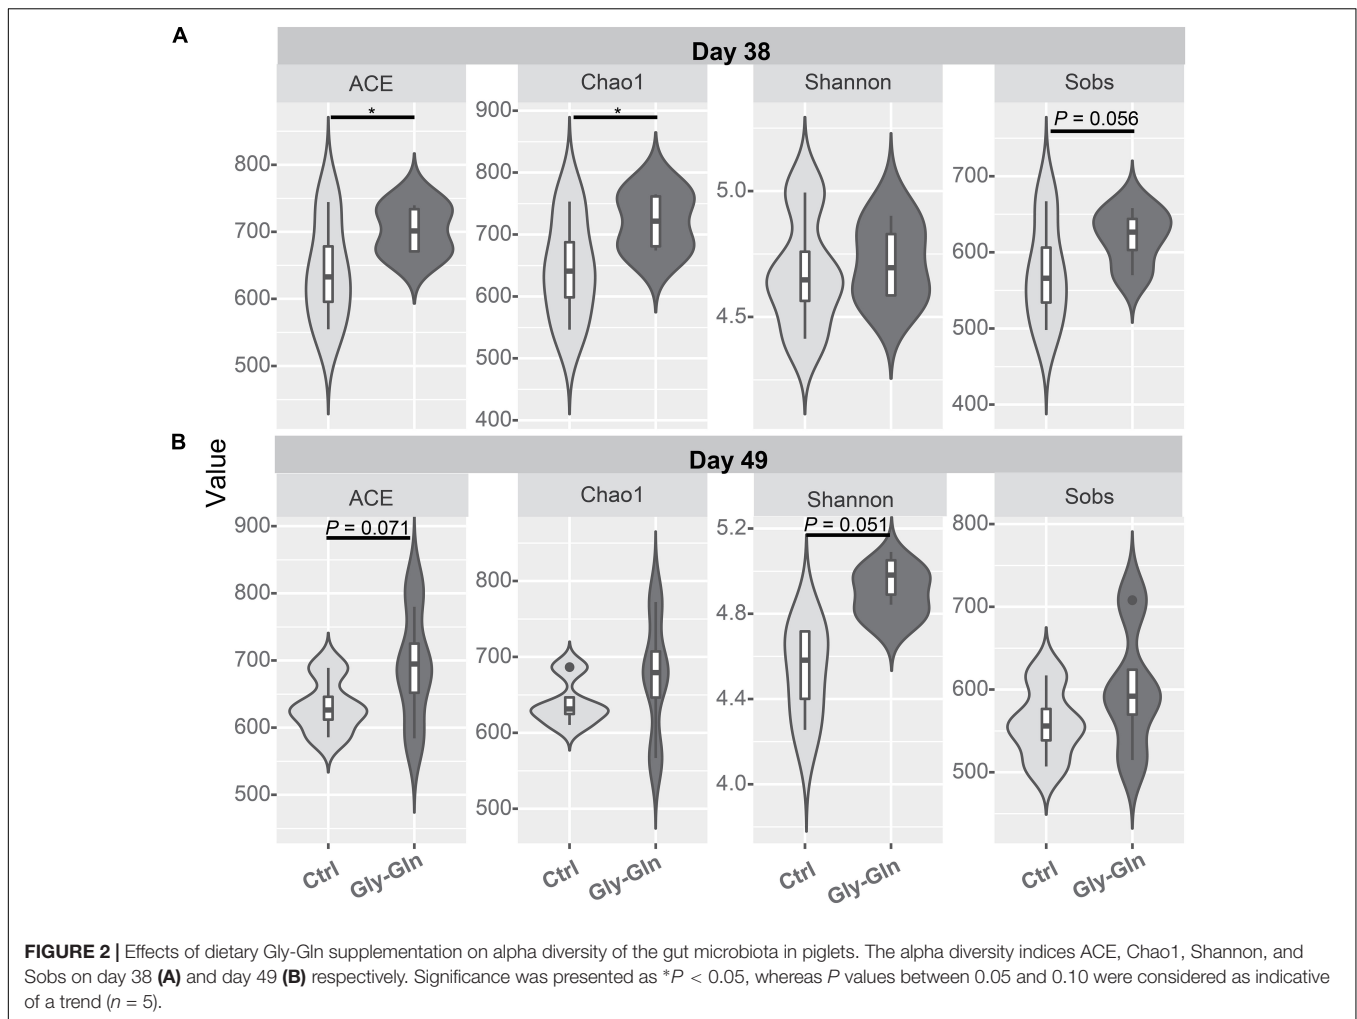 A
Day 38
ACE
Chao1
Shannon
Sobs
*
*
P = 0.056
800
700
600
500
900
800
700
600
500
400
5.0
4.5
700
600
500
400
Value
B
Day 49
ACE
Chao1
Shannon
Sobs
P = 0.071
P = 0.051
900
800
700
600
500
800
700
600
500
5.2
4.8
4.4
4.0
800
700
600
500
Ctrl
Gly-Gln
Ctrl
Gly-Gln
Ctrl
Gly-Gln
Ctrl
Gly-Gln
FIGURE 2 | Effects of dietary Gly-Gln supplementation on alpha diversity of the gut microbiota in piglets. The alpha diversity indices ACE, Chao1, Shannon, and
Sobs on day 38 (A) and day 49 (B) respectively. Significance was presented as *P < 0.05, whereas P values between 0.05 and 0.10 were considered as indicative
of a trend (n = 5).